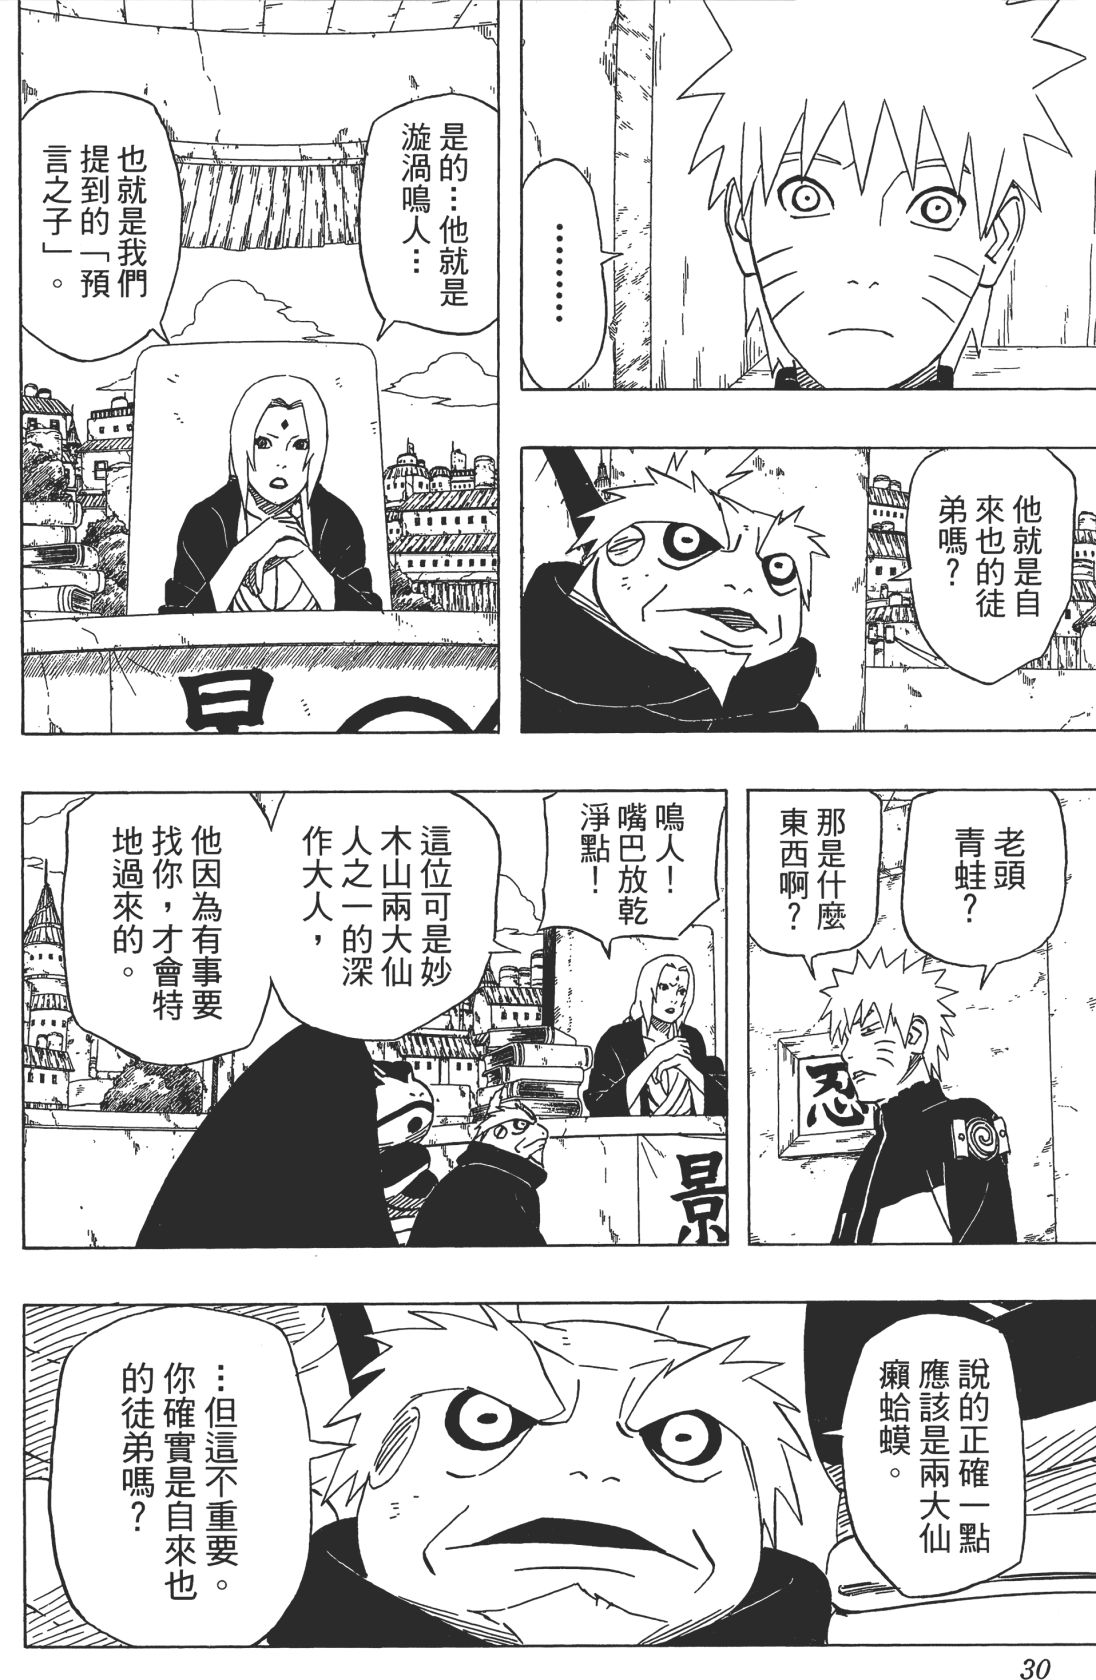 ………
他就是自
來也的徒
弟嗎？
是的…他就是
漩渦鳴人…
也就是我們
提到的「預
言之子」。
景
老頭
青蛙？
那是什麼
東西啊？
忍
鳴人！
嘴巴放乾
淨點！
這位可是妙
木山兩大仙
人之一的深
作大人，
他因為有事要
找你，才會特
地過來的。
景
說的正確一點
應該是兩大仙
癩蛤蟆。
…但這不重要。
你確實是自來也
的徒弟嗎？
30